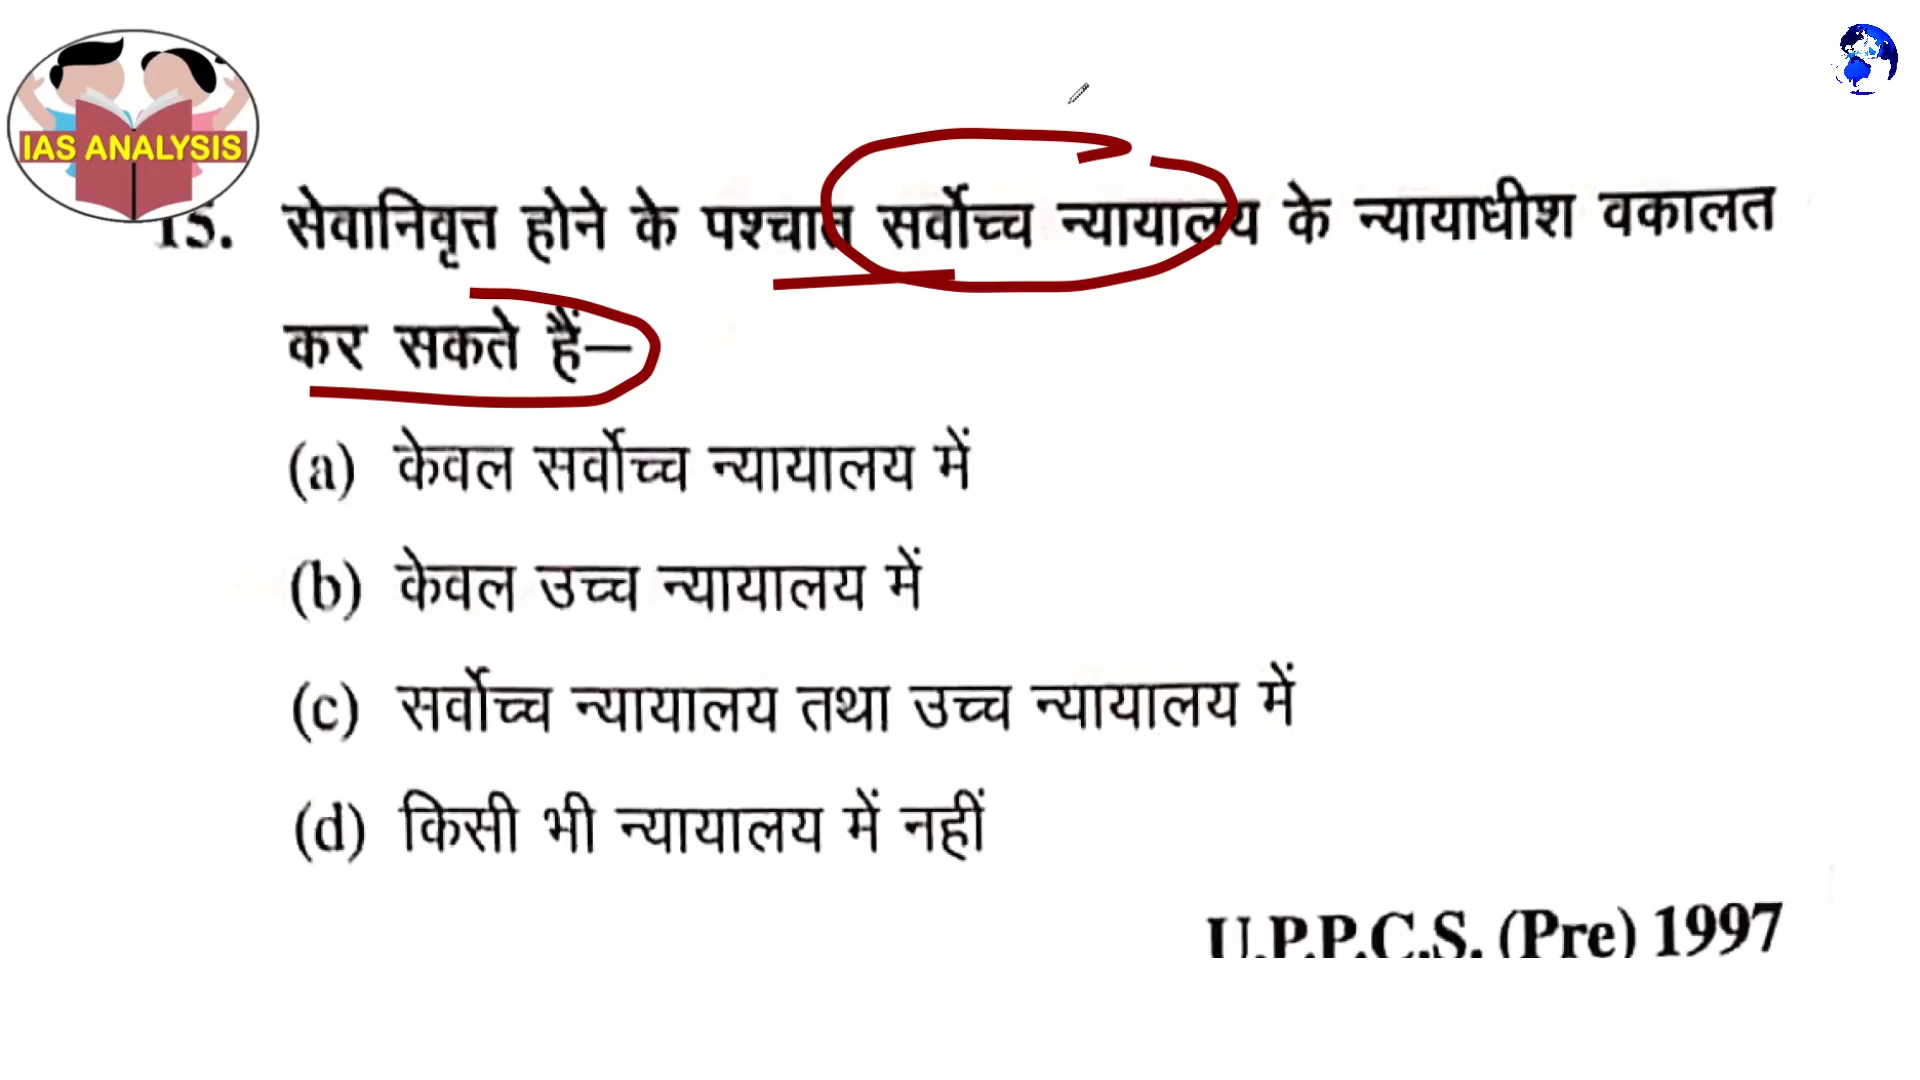 IAS ANALYSIS
15. सेवानिवृत्त होने के पश्चात सर्वोच्च न्यायालय के न्यायाधीश वकालत
कर सकते हैं–
(a) केवल सर्वोच्च न्यायालय में
(b) केवल उच्च न्यायालय में
(c) सर्वोच्च न्यायालय तथा उच्च न्यायालय में
(d) किसी भी न्यायालय में नहीं
U.P.P.C.S. (Pre) 1997